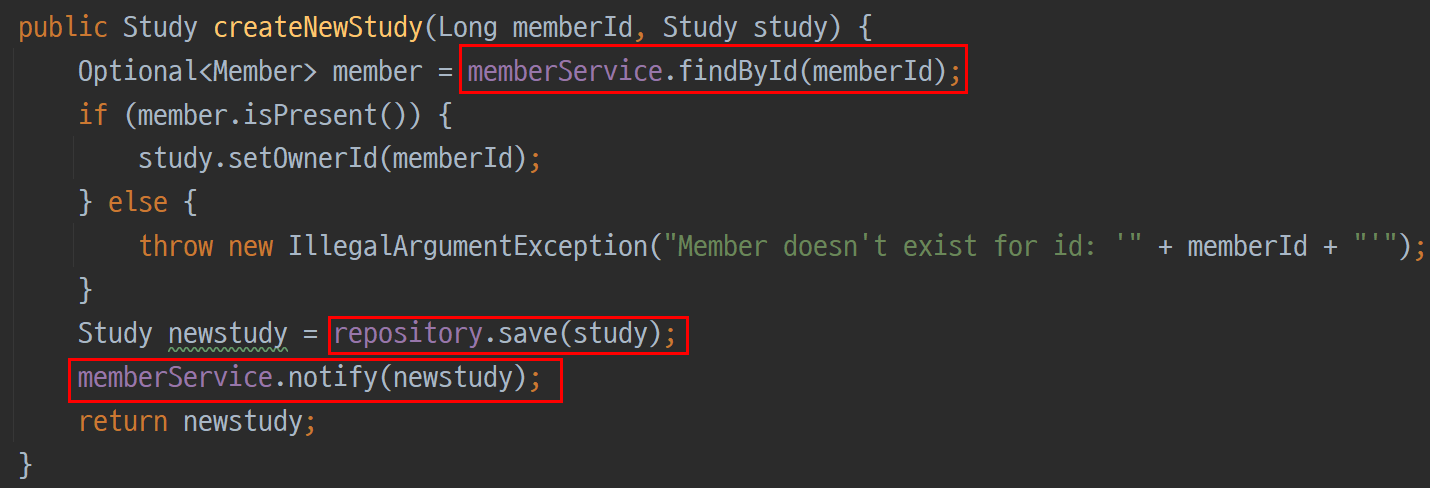 public Study createNewStudy(Long memberId, Study study) {
    Optional<Member> member = memberService.findById(memberId);
    if (member.isPresent()) {
        study.setOwnerId(memberId);
    } else {
        throw new IllegalArgumentException("Member doesn't exist for id: '" + memberId + "'");
    }
    Study newstudy = repository.save(study);
    memberService.notify(newstudy);
    return newstudy;
}